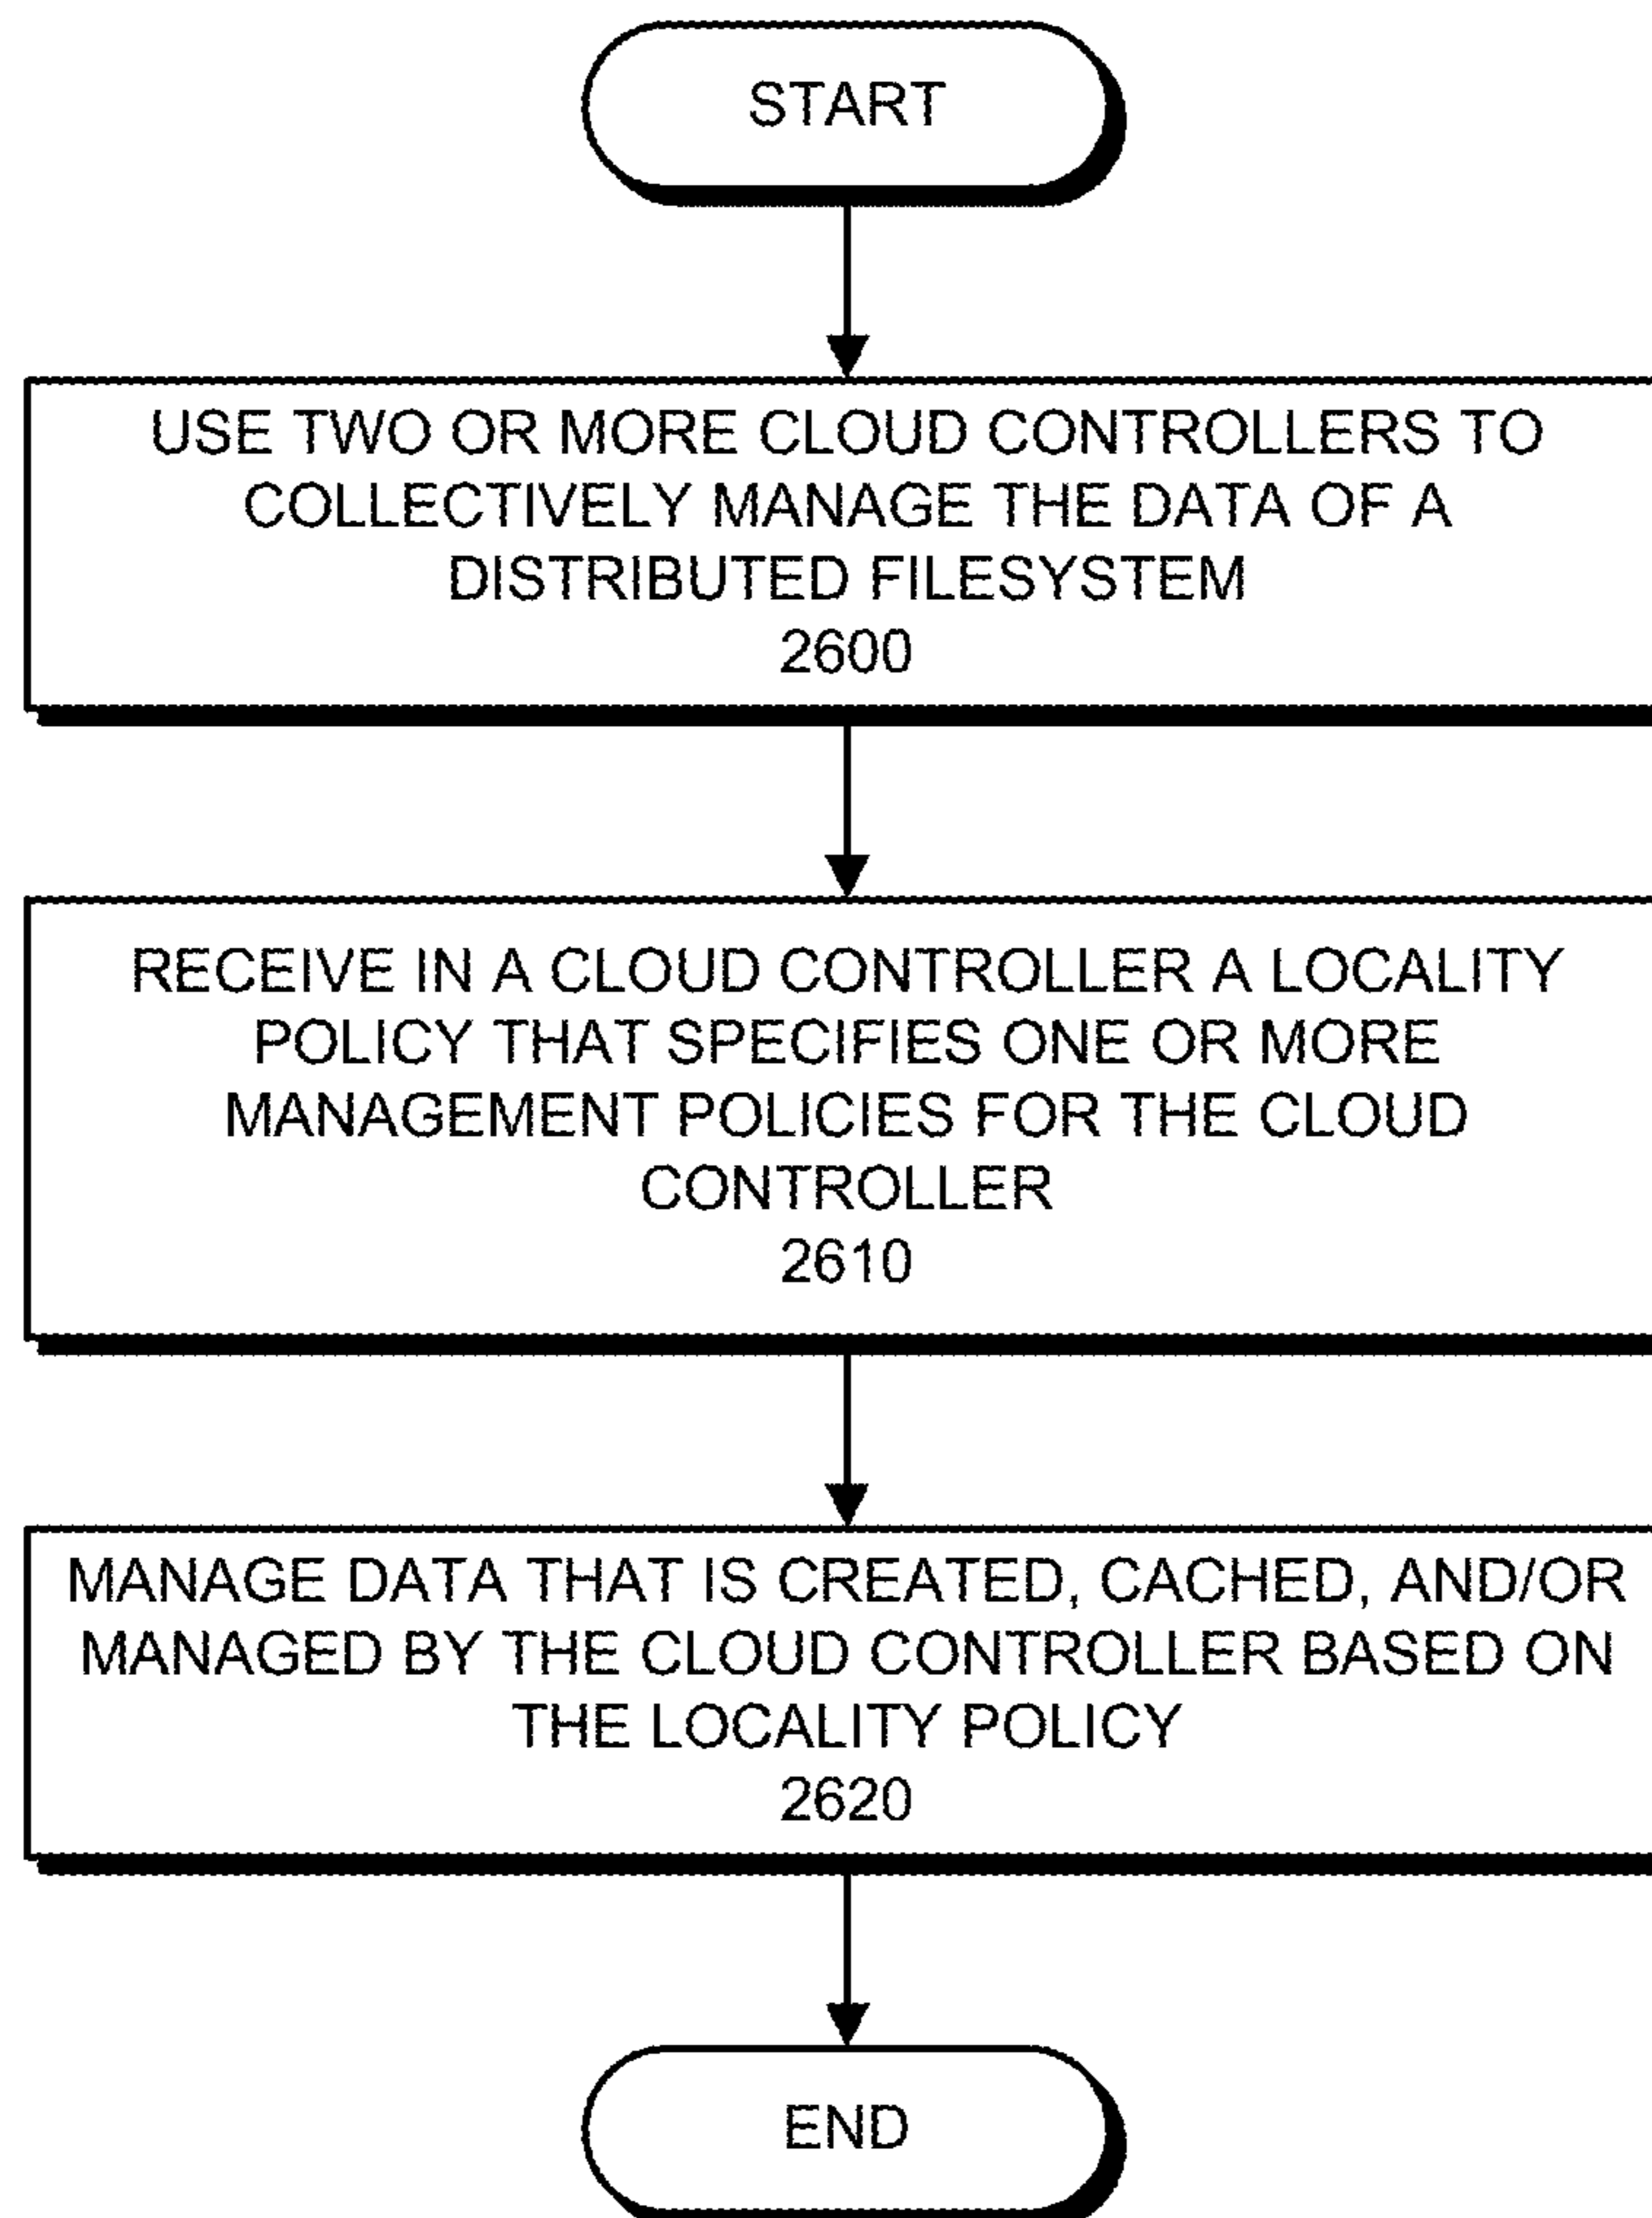 START
USE TWO OR MORE CLOUD CONTROLLERS TO
COLLECTIVELY MANAGE THE DATA OF A
DISTRIBUTED FILESYSTEM
2600
RECEIVE IN A CLOUD CONTROLLER A LOCALITY
POLICY THAT SPECIFIES ONE OR MORE
MANAGEMENT POLICIES FOR THE CLOUD
CONTROLLER
2610
MANAGE DATA THAT IS CREATED, CACHED, AND/OR
MANAGED BY THE CLOUD CONTROLLER BASED ON
THE LOCALITY POLICY
2620
END